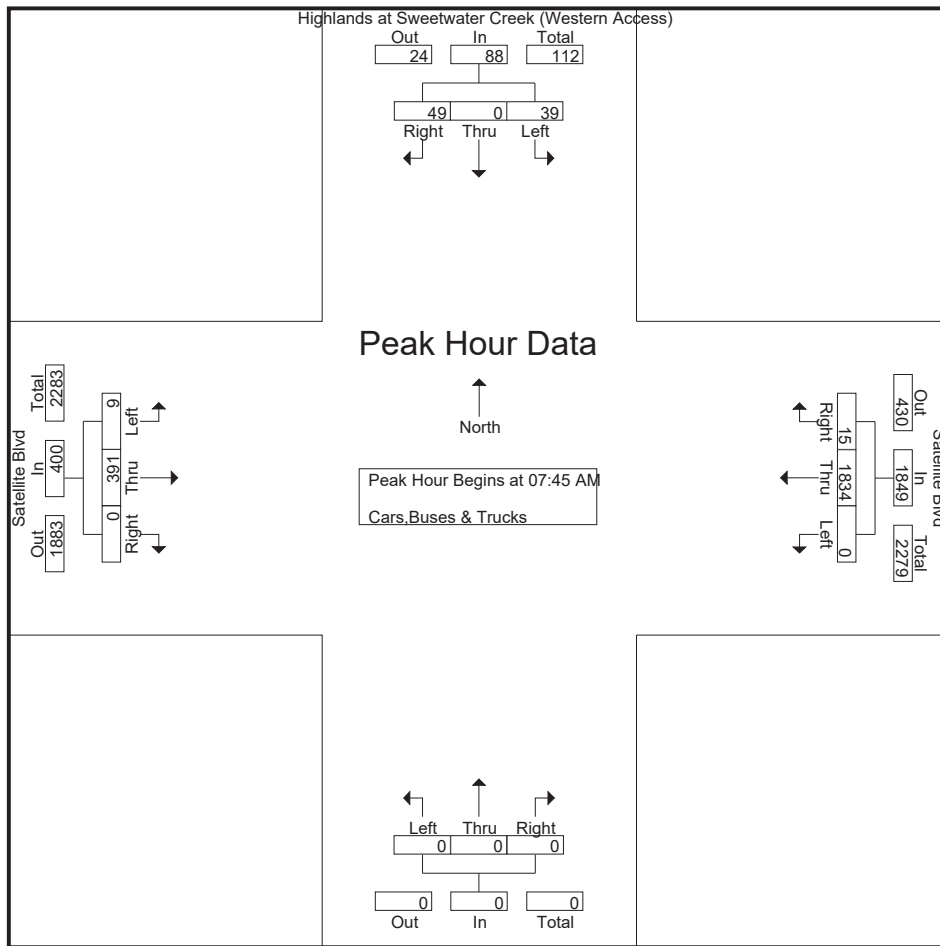 Highlands at Sweetwater Creek (Western Access)
Out In Total
24 88 112
49 0 39
Right Thru Left
Peak Hour Data
North
Peak Hour Begins at 07:45 AM
Cars,Buses & Trucks
Satellite Blvd
Out In Total
1883 400 2283
Right Thru Left
0 391 9
Satellite Blvd
Out In Total
430 1849 2279
15 1834 0
Right Thru Left
Left Thru Right
0 0 0
0 0 0
Out In Total